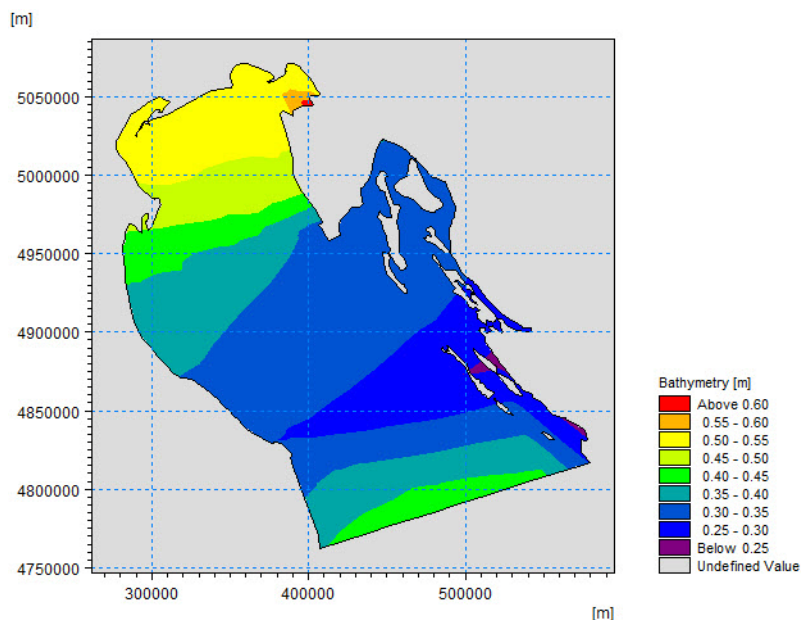 [m]
5050000
5000000
4950000
4900000
4850000
4800000
4750000
300000
400000
500000
[m]
Bathymetry [m]
Above 0.60
0.55 - 0.60
0.50 - 0.55
0.45 - 0.50
0.40 - 0.45
0.35 - 0.40
0.30 - 0.35
0.25 - 0.30
Below 0.25
Undefined Value